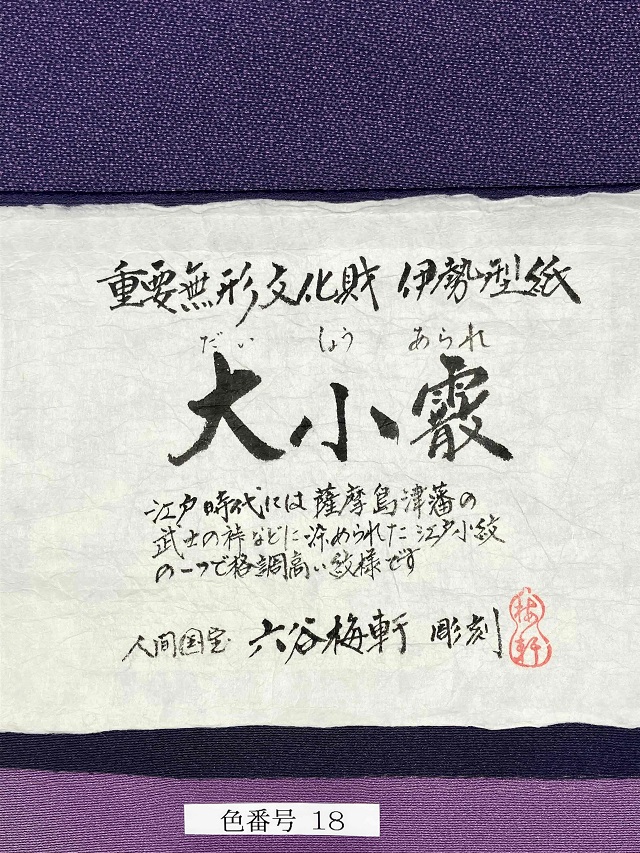 重要無形文化財 伊勢型紙
だい しょう あられ
大小霰
江戸時代には薩摩島津藩の
武士の裃などに染められた江戸小紋
の一つで格調高い紋様です
人間国宝 六谷梅軒 彫刻
梅軒
色番号 18